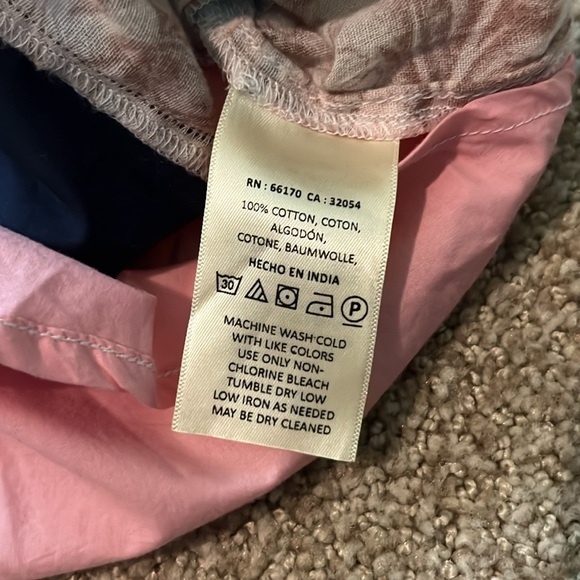 RN : 66170 CA : 32054
100% COTTON, COTON,
ALGODÓN,
COTONE, BAUMWOLLE,
HECHO EN INDIA
30 P
MACHINE WASH COLD
WITH LIKE COLORS
USE ONLY NON-
CHLORINE BLEACH
TUMBLE DRY LOW
LOW IRON AS NEEDED
MAY BE DRY CLEANED